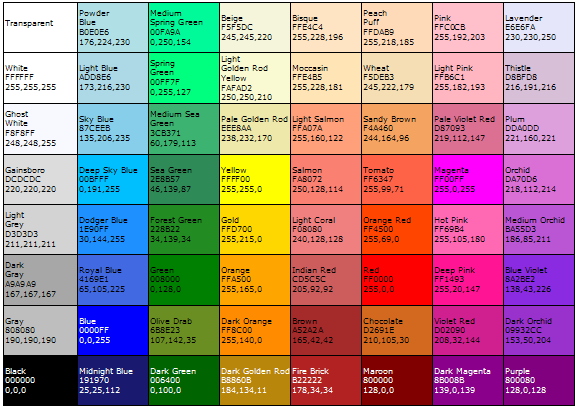 Transparent
Powder
Blue
B0E0E6
176,224,230
Medium
Spring Green
00FA9A
0,250,154
Beige
F5F5DC
245,245,220
Bisque
FFE4C4
255,228,196
Peach
Puff
FFDAB9
255,218,185
Pink
FFC0CB
255,192,203
Lavender
E6E6FA
230,230,250
White
FFFFFF
255,255,255
Light Blue
ADD8E6
173,216,230
Spring
Green
00FF7F
0,255,127
Light
Golden Rod
Yellow
FAFAD2
250,250,210
Moccasin
FFE4B5
255,228,181
Wheat
F5DEB3
245,222,179
Light Pink
FFB6C1
255,182,193
Thistle
D8BFD8
216,191,216
Ghost
White
F8F8FF
248,248,255
Sky Blue
87CEEB
135,206,235
Medium Sea
Green
3CB371
60,179,113
Pale Golden Rod
EEE8AA
238,232,170
Light Salmon
FFA07A
255,160,122
Sandy Brown
F4A460
244,164,96
Pale Violet Red
DB7093
219,112,147
Plum
DDA0DD
221,160,221
Gainsboro
DCDCDC
220,220,220
Deep Sky Blue
00BFFF
0,191,255
Sea Green
2E8B57
46,139,87
Yellow
FFFF00
255,255,0
Salmon
FA8072
250,128,114
Tomato
FF6347
255,99,71
Magenta
FF00FF
255,0,255
Orchid
DA70D6
218,112,214
Light
Grey
D3D3D3
211,211,211
Dodger Blue
1E90FF
30,144,255
Forest Green
228B22
34,139,34
Gold
FFD700
255,215,0
Light Coral
F08080
240,128,128
Orange Red
FF4500
255,69,0
Hot Pink
FF69B4
255,105,180
Medium Orchid
BA55D3
186,85,211
Dark
Gray
A9A9A9
167,167,167
Royal Blue
4169E1
65,105,225
Green
008000
0,128,0
Orange
FFA500
255,165,0
Indian Red
CD5C5C
205,92,92
Red
FF0000
255,0,0
Deep Pink
FF1493
255,20,147
Blue Violet
8A2BE2
138,43,226
Gray
808080
190,190,190
Blue
0000FF
0,0,255
Olive Drab
6B8E23
107,142,35
Dark Orange
FF8C00
255,140,0
Brown
A52A2A
165,42,42
Chocolate
D2691E
210,105,30
Violet Red
D02090
208,32,144
Dark Orchid
09932CC
153,50,204
Black
000000
0,0,0
Midnight Blue
191970
25,25,112
Dark Green
006400
0,100,0
Dark Golden Rod
B8860B
184,134,11
Fire Brick
B22222
178,34,34
Maroon
800000
128,0,0
Dark Magenta
8B008B
139,0,139
Purple
800080
128,0,128